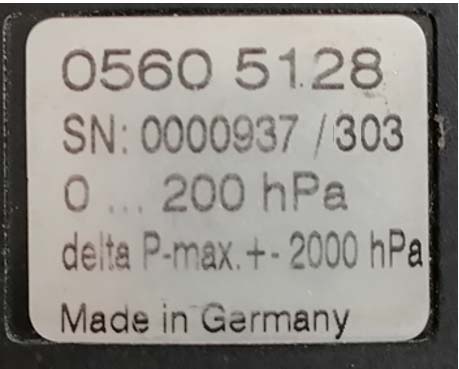 0560 5128
SN: 0000937 / 303
0 ... 200 hPa
delta P-max.+- 2000 hPa
Made in Germany